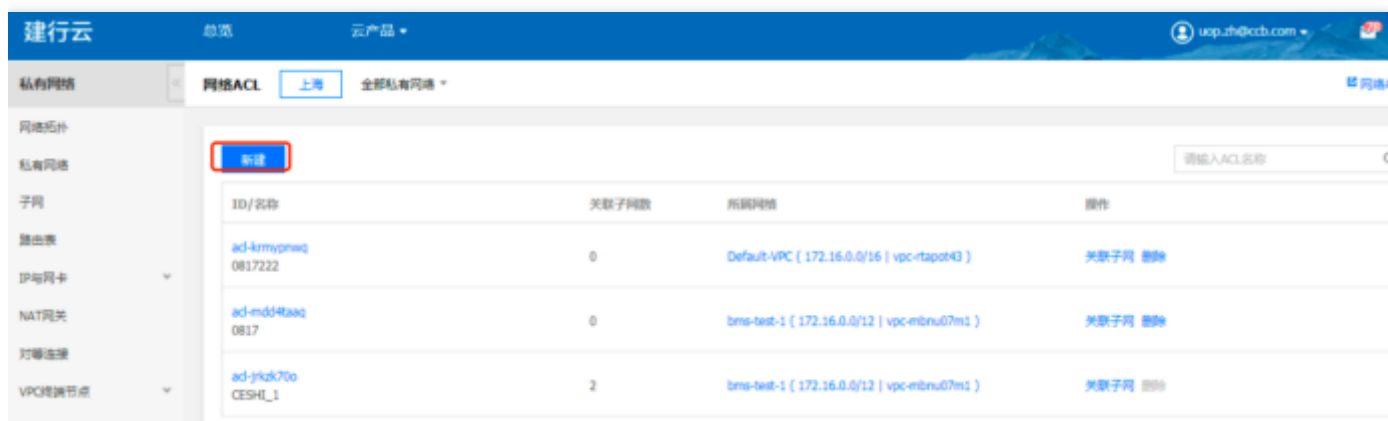 建行云 总览 云产品 uop.zh@ccb.com
私有网络 网络ACL 上海 全部私有网络
网络拓扑
新建 请输入ACL名称
私有网络
子网 ID/名称 关联子网数 所属网络 操作
路由表
acl-krmypnwq 0 Default-VPC ( 172.16.0.0/16 | vpc-rtapot43 ) 关联子网 删除
0817222
IP与网卡
NAT网关
acl-mdd4taaq 0 bms-test-1 ( 172.16.0.0/12 | vpc-mbnu07m1 ) 关联子网 删除
0817
对等连接
acl-jrkzk70o 2 bms-test-1 ( 172.16.0.0/12 | vpc-mbnu07m1 ) 关联子网 删除
CESHI_1
VPC终端节点